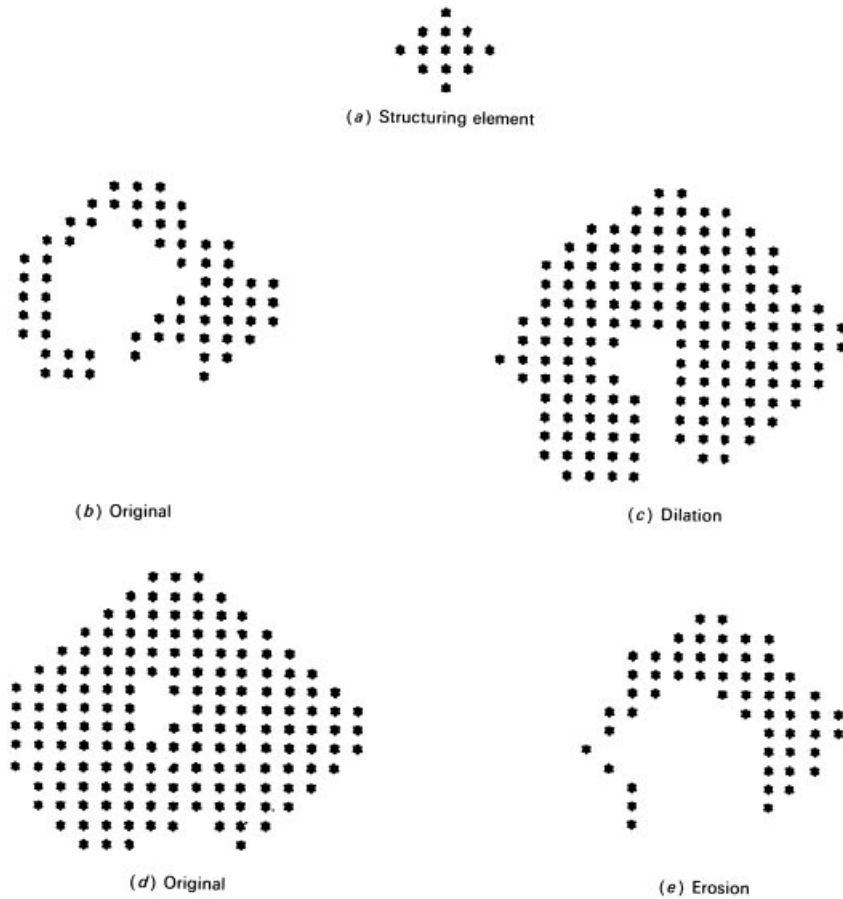 (a) Structuring element
(b) Original
(c) Dilation
(d) Original
(e) Erosion